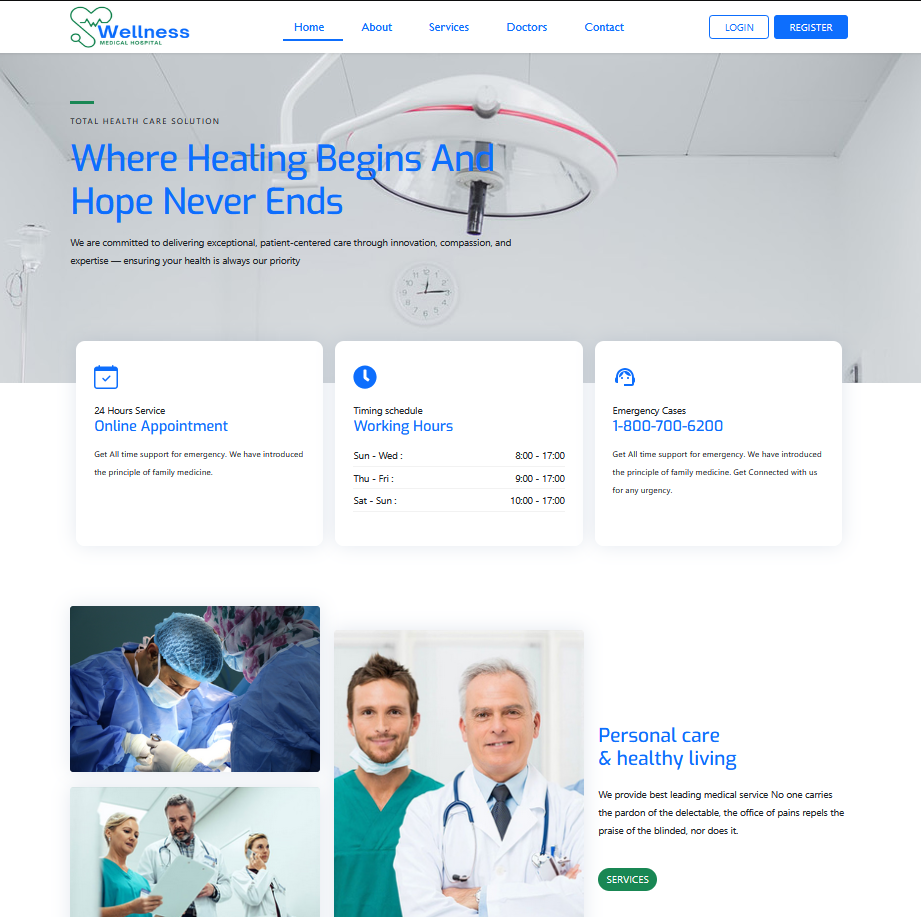 Wellness
MEDICAL HOSPITAL
Home
About
Services
Doctors
Contact
LOGIN
REGISTER
TOTAL HEALTH CARE SOLUTION
Where Healing Begins And
Hope Never Ends
We are committed to delivering exceptional, patient-centered care through innovation, compassion, and
expertise — ensuring your health is always our priority
24 Hours Service
Online Appointment
Get All time support for emergency. We have introduced
the principle of family medicine.
Timing schedule
Working Hours
Sun - Wed : 8:00 - 17:00
Thu - Fri : 9:00 - 17:00
Sat - Sun : 10:00 - 17:00
Emergency Cases
1-800-700-6200
Get All time support for emergency. We have introduced
the principle of family medicine. Get Connected with us
for any urgency.
Personal care
& healthy living
We provide best leading medical service No one carries
the pardon of the delectable, the office of pains repels the
praise of the blinded, nor does it.
SERVICES